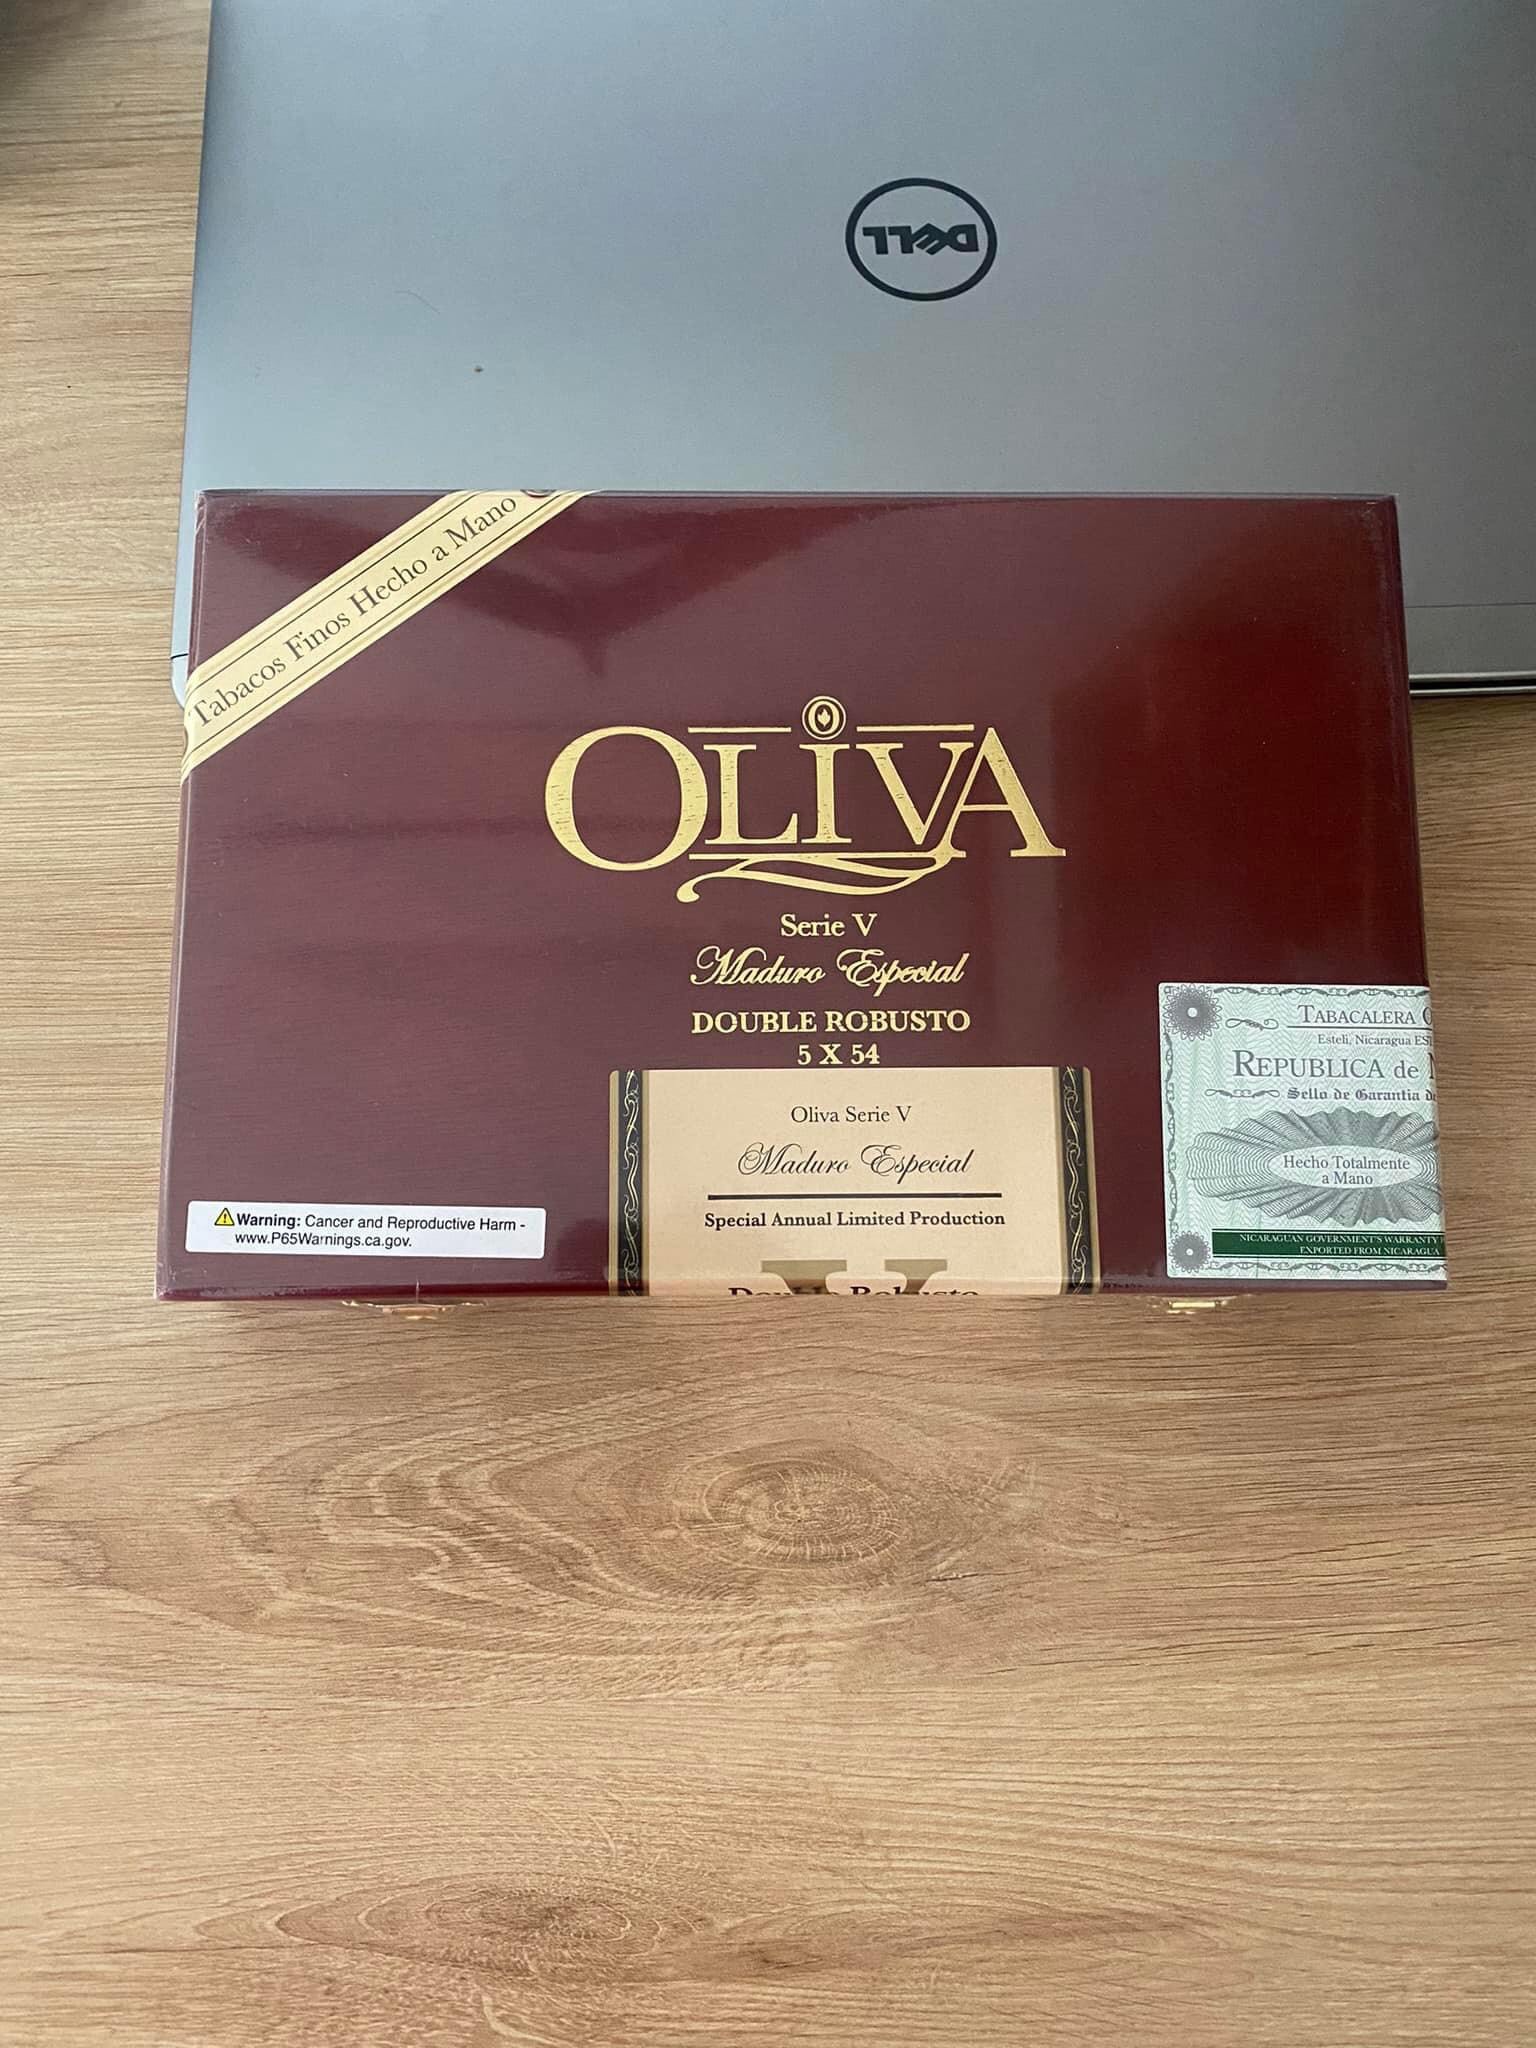 DELL
Tabacos Finos Hecho a Mano
OLIVA
Serie V
Maduro Especial
DOUBLE ROBUSTO
5 X 54
Oliva Serie V
Maduro Especial
Special Annual Limited Production
V
Double Robusto
Warning: Cancer and Reproductive Harm -
www.P65Warnings.ca.gov.
TABACALERA
Esteli, Nicaragua
REPUBLICA de
Sello de Garantia
Hecho Totalmente
a Mano
NICARAGUAN GOVERNMENT'S WARRANTY
EXPORTED FROM NICARAGUA